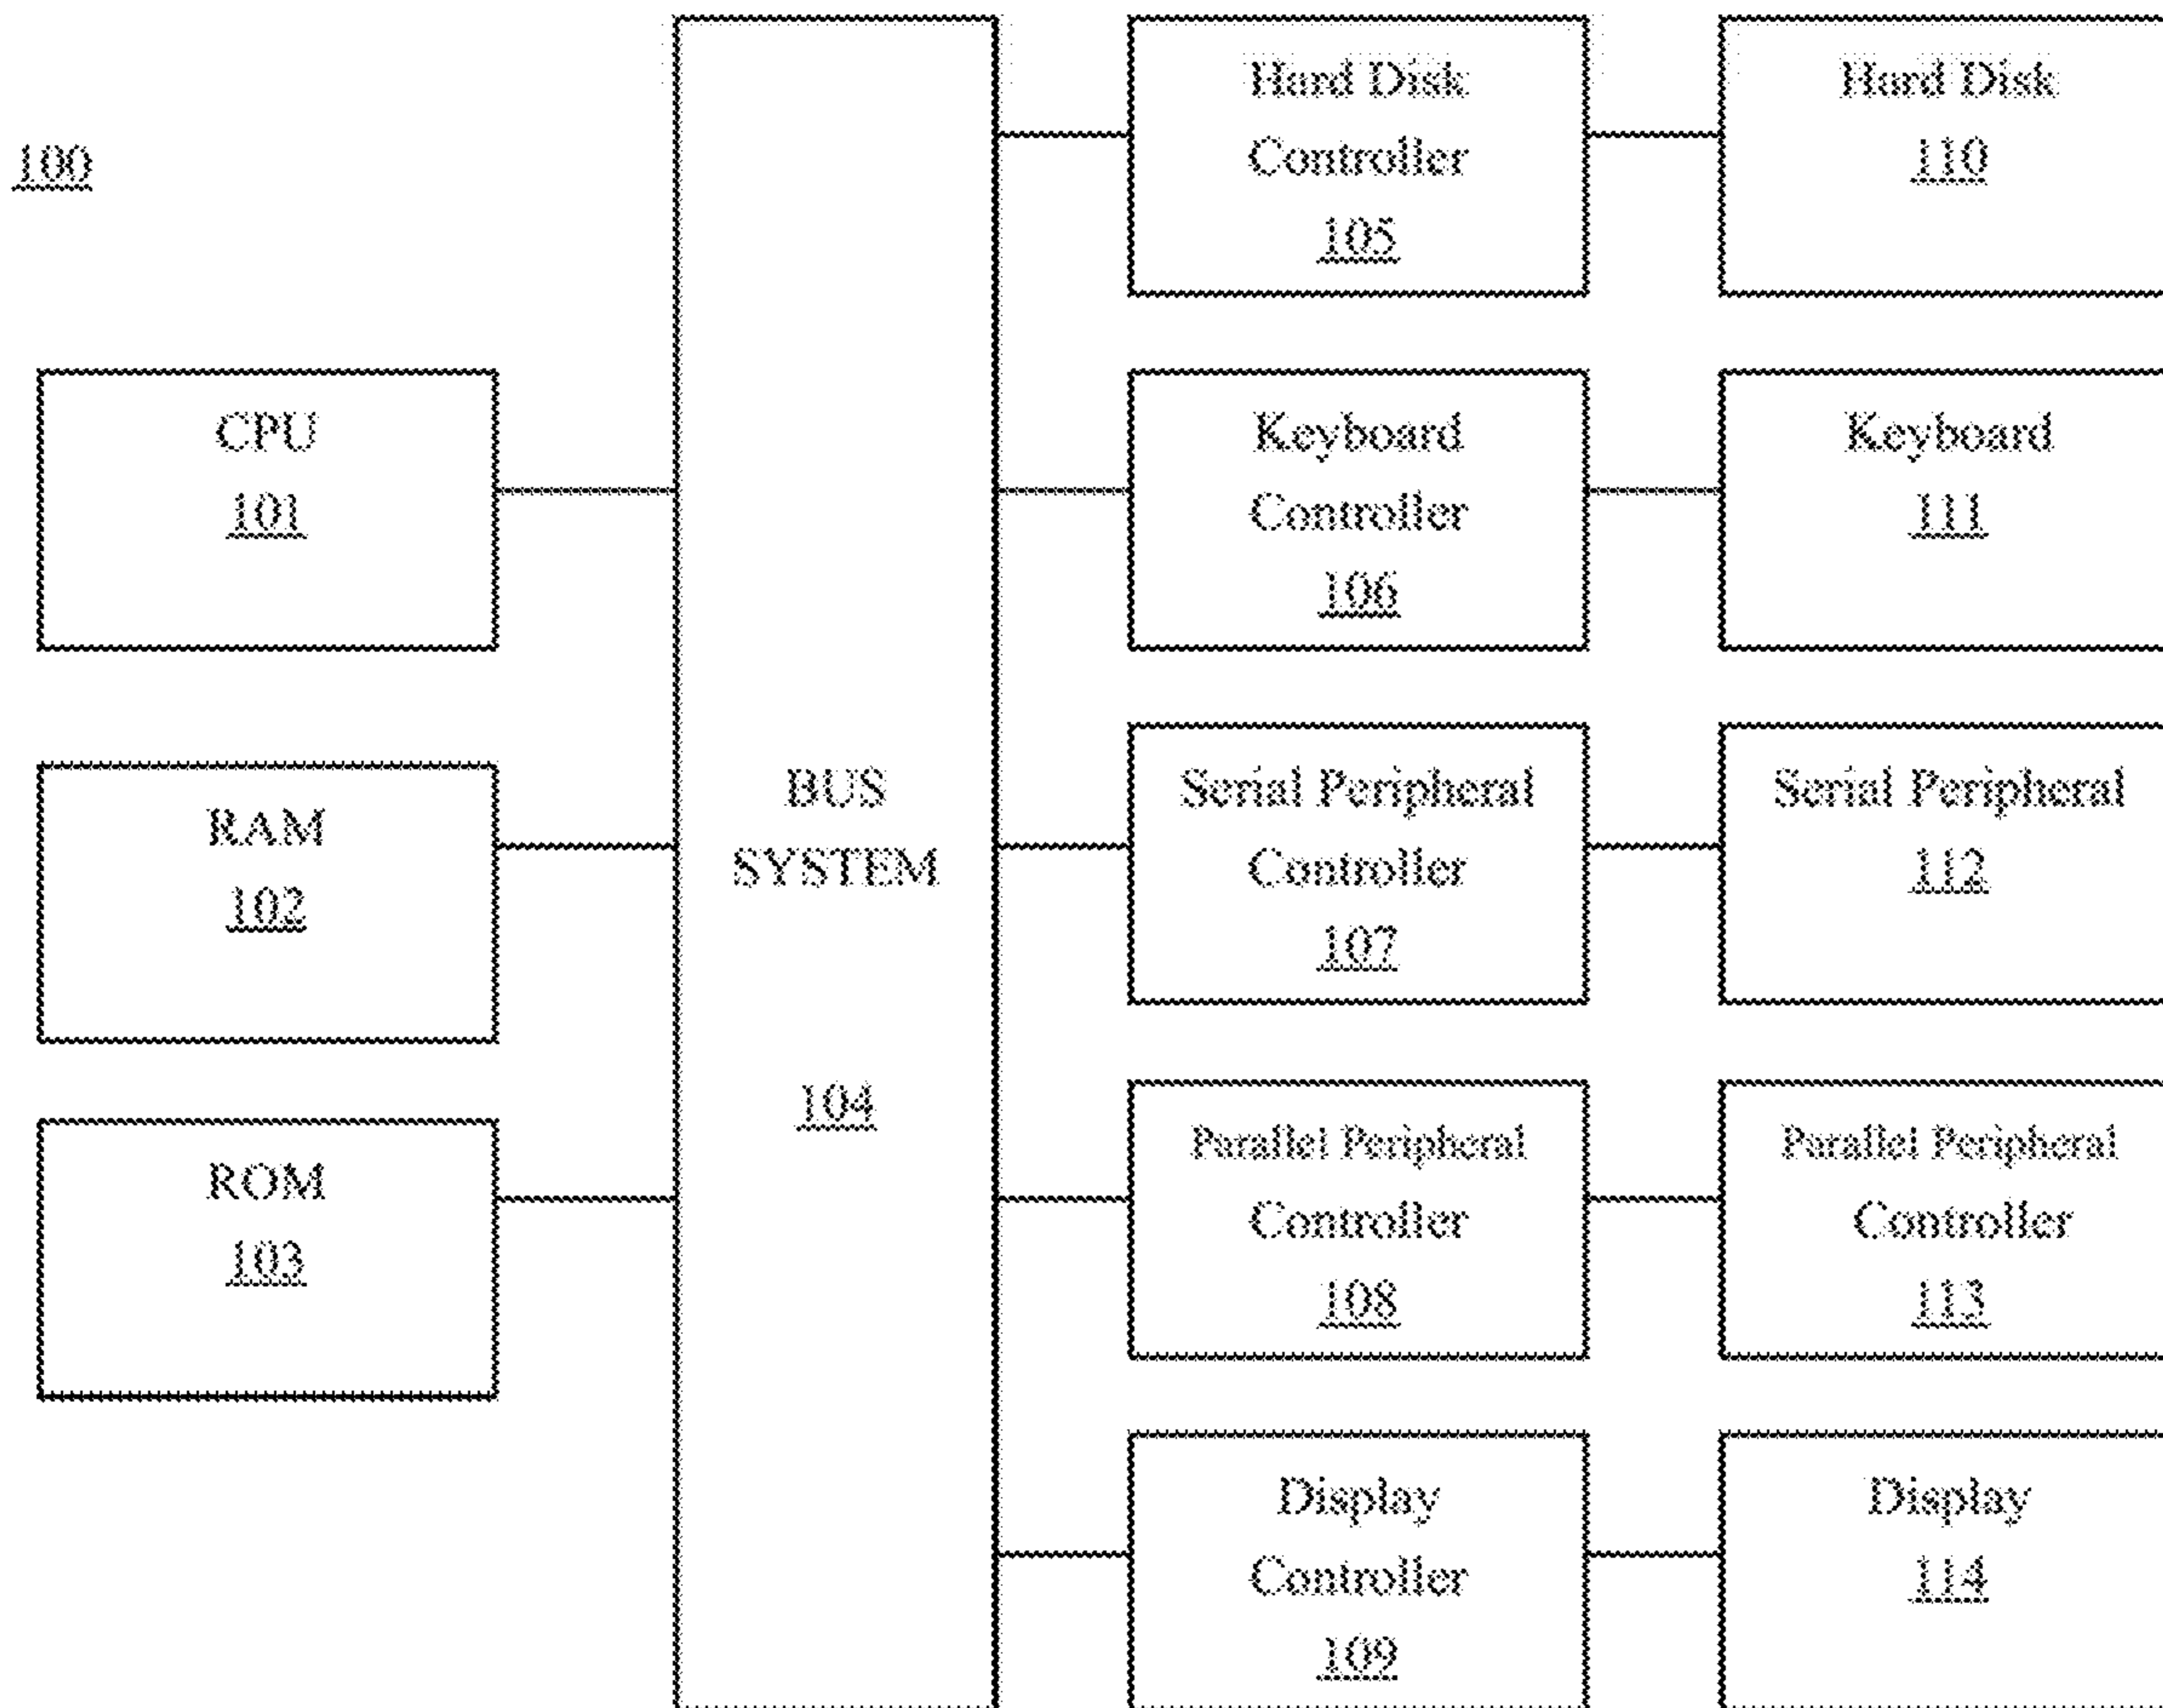 100
CPU
101
RAM
102
ROM
103
BUS
SYSTEM
104
Hard Disk
Controller
105
Hard Disk
110
Keyboard
Controller
106
Keyboard
111
Serial Peripheral
Controller
107
Serial Peripheral
112
Parallel Peripheral
Controller
108
Parallel Peripheral
Controller
113
Display
Controller
109
Display
114